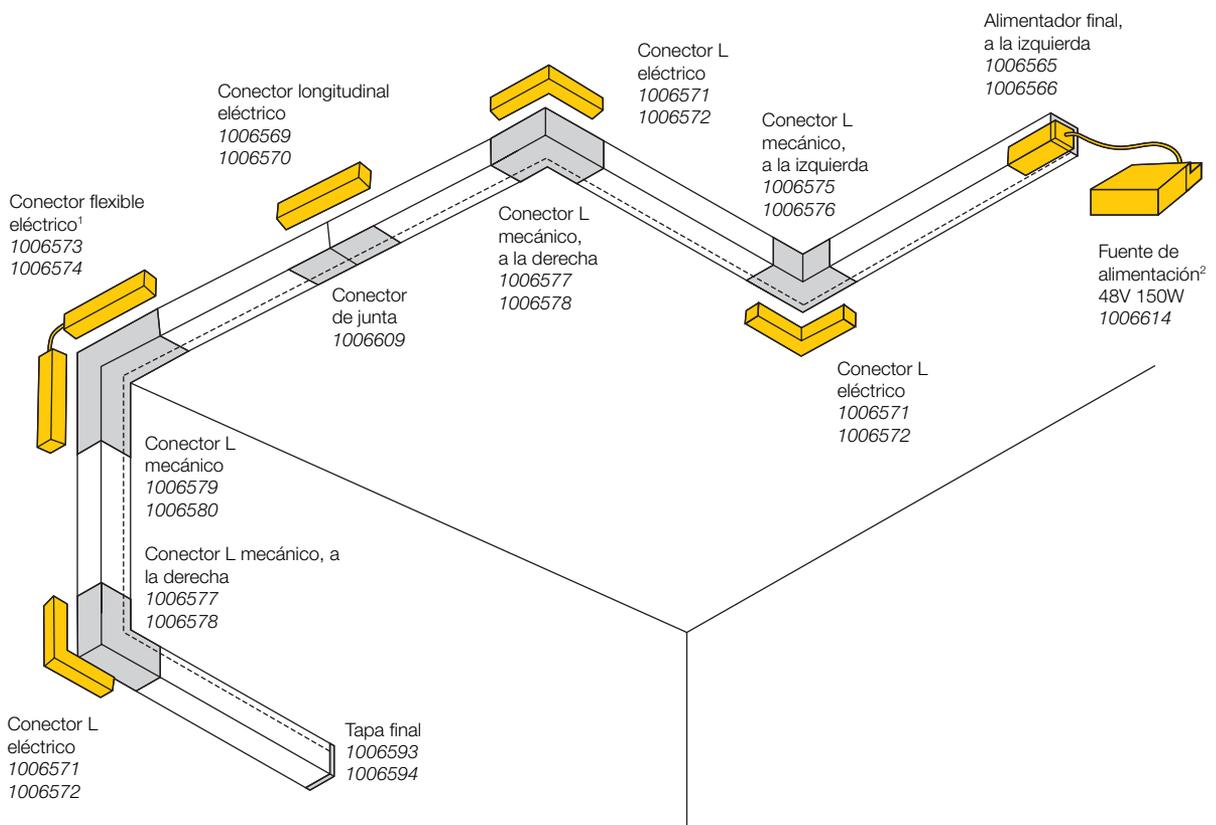 Alimentador final,
a la izquierda
1006565
1006566
Conector L
eléctrico
1006571
1006572
Conector longitudinal
eléctrico
1006569
1006570
Conector L
mecánico,
a la izquierda
1006575
1006576
Conector flexible
eléctrico¹
1006573
1006574
Conector L
mecánico,
a la derecha
1006577
1006578
Fuente de
alimentación²
48V 150W
1006614
Conector
de junta
1006609
Conector L
eléctrico
1006571
1006572
Conector L
mecánico
1006579
1006580
Conector L mecánico, a
la derecha
1006577
1006578
Conector L
eléctrico
1006571
1006572
Tapa final
1006593
1006594